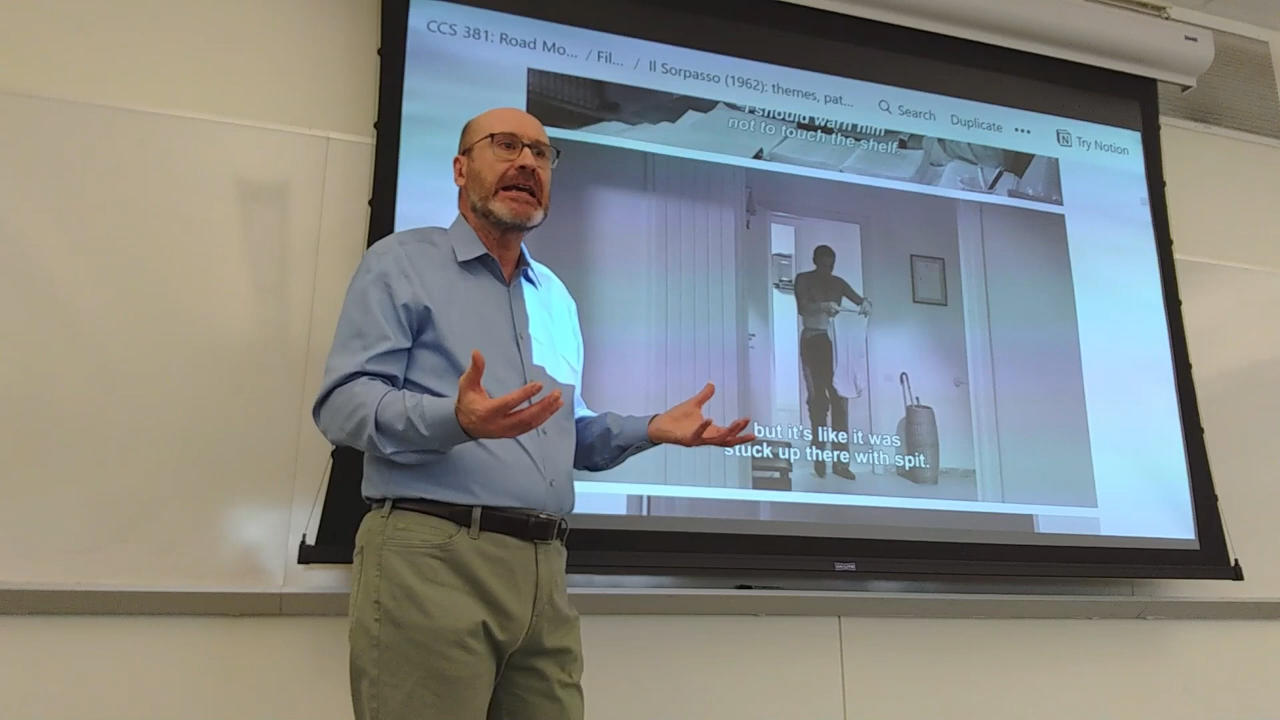 CCS 381: Road Mo... / Fil... / Il Sorpasso (1962): themes, pat...
Search
Duplicate
Try Notion
I should warn him
not to touch the shelf.
but it's like it was
stuck up there with spit.